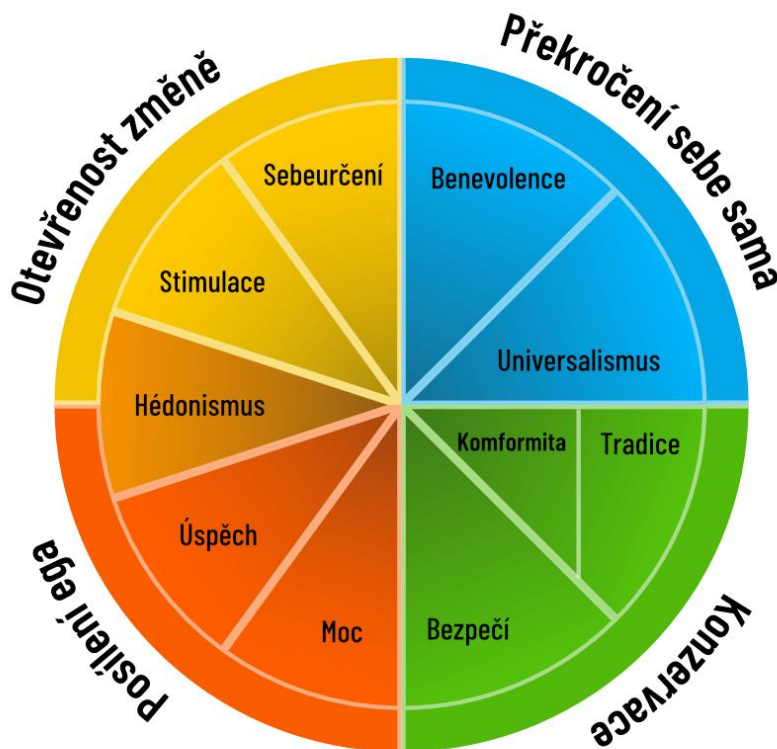 Otevřenost změně
Překročení sebe sama
Sebeurčení
Benevolence
Stimulace
Universalismus
Hédonismus
Komformita
Tradice
Úspěch
Moc
Bezpečí
Posílení ega
Konzervace